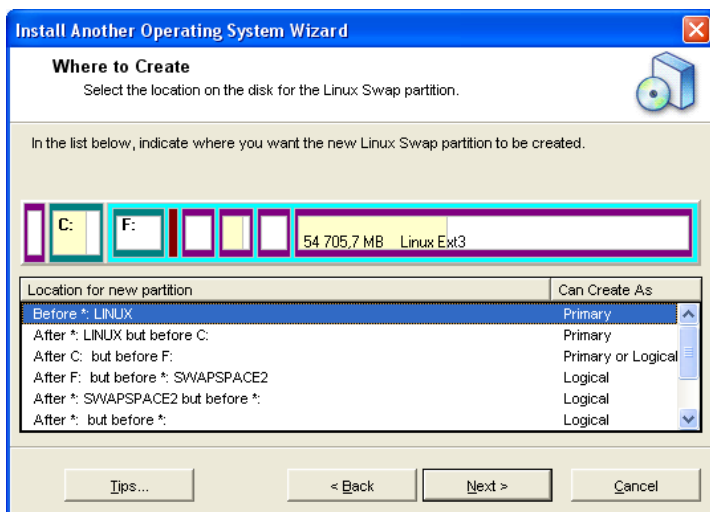 Install Another Operating System Wizard
Where to Create
Select the location on the disk for the Linux Swap partition.
In the list below, indicate where you want the new Linux Swap partition to be created.
C: F: 54 705,7 MB Linux Ext3
Location for new partition Can Create As
Before *: LINUX Primary
After *: LINUX but before C: Primary
After C: but before F: Primary or Logical
After F: but before *: SWAPSPACE2 Logical
After *: SWAPSPACE2 but before *: Logical
After *: but before *: Logical
Tips... < Back Next > Cancel